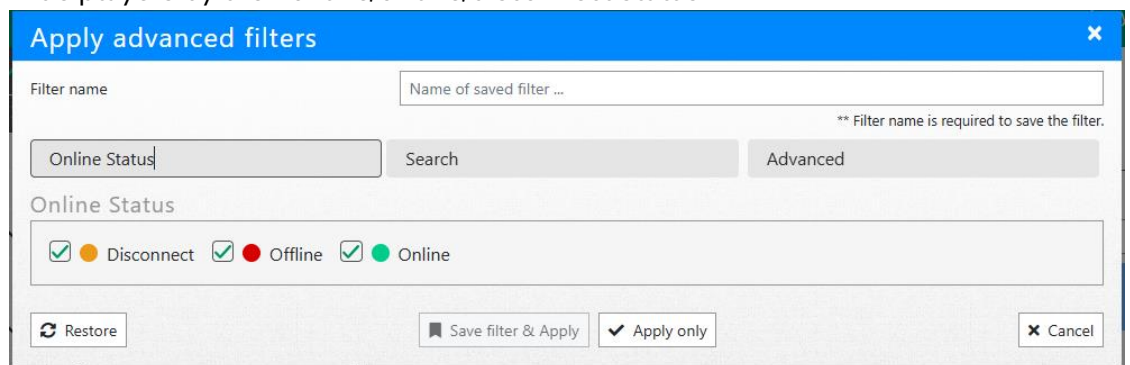 Apply advanced filters
Filter name
Name of saved filter ...
** Filter name is required to save the filter.
Online Status
Search
Advanced
Online Status
Disconnect Offline Online
Restore
Save filter & Apply
Apply only
Cancel